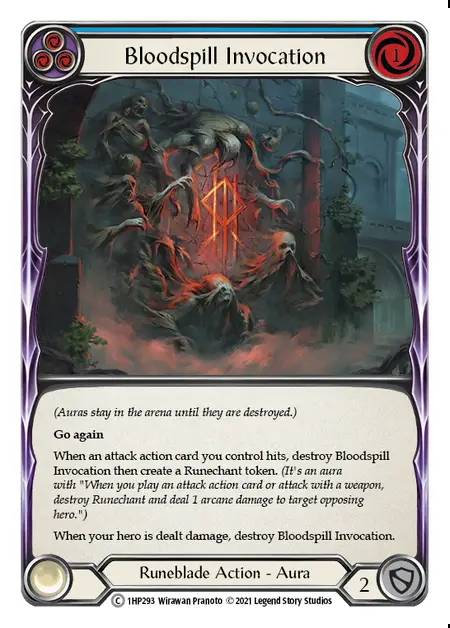 Bloodspill Invocation
1
(Auras stay in the arena until they are destroyed.)
Go again
When an attack action card you control hits, destroy Bloodspill
Invocation then create a Runechant token. (It's an aura
with "When you play an attack action card or attack with a weapon,
destroy Runechant and deal 1 arcane damage to target opposing
hero.")
When your hero is dealt damage, destroy Bloodspill Invocation.
Runeblade Action - Aura
2
C 1HP293 Wirawan Pranoto © 2021 Legend Story Studios